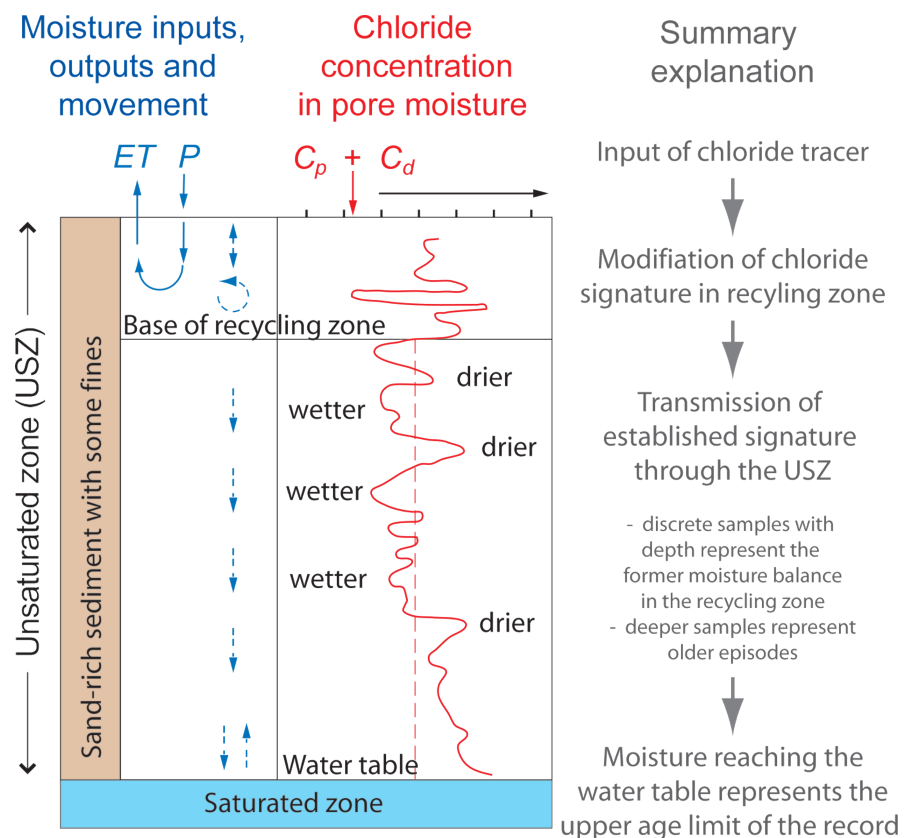 Moisture inputs,
outputs and
movement
Chloride
concentration
in pore moisture
Summary
explanation
ET P
Cp + Cd
Input of chloride tracer
Modifiation of chloride
signature in recyling zone
Transmission of
established signature
through the USZ
- discrete samples with
depth represent the
former moisture balance
in the recycling zone
- deeper samples represent
older episodes
Moisture reaching the
water table represents the
upper age limit of the record
Unsaturated zone (USZ)
Sand-rich sediment with some fines
Base of recycling zone
drier
wetter
drier
wetter
wetter
drier
Water table
Saturated zone